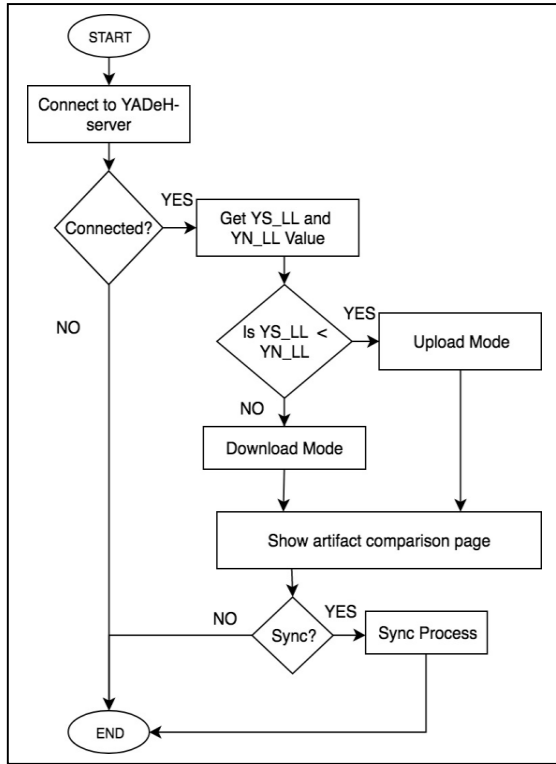 START
Connect to YADeH-
server
Connected?
YES
Get YS_LL and
YN_LL Value
NO
Is YS_LL <
YN_LL
YES
Upload Mode
NO
Download Mode
Show artifact comparison page
NO
Sync?
YES
Sync Process
END